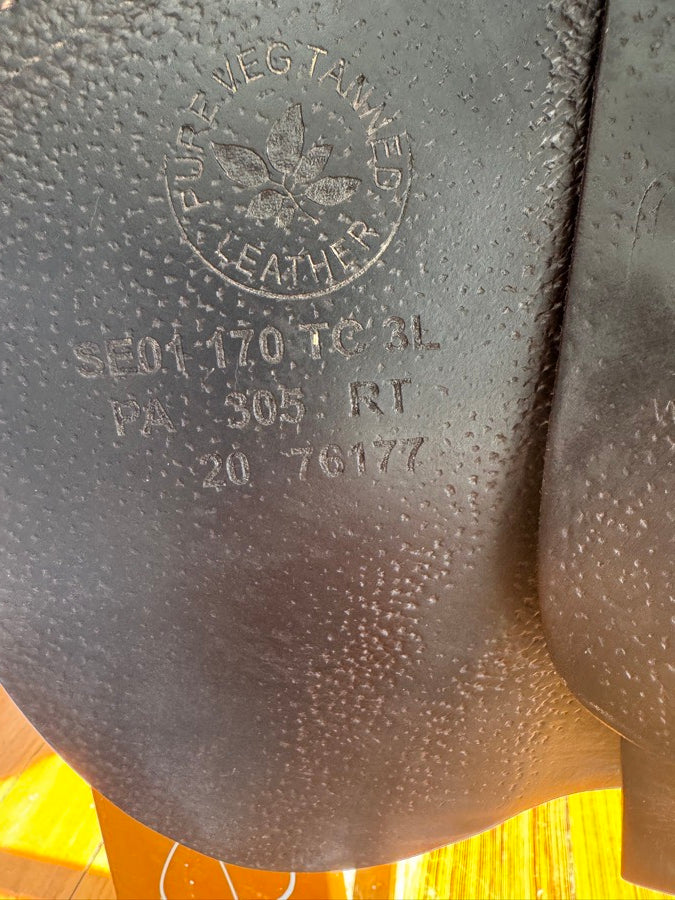 PURE VEG TANNED
LEATHER
SE01 170 TC 3L
PA 305 RT
20 76177